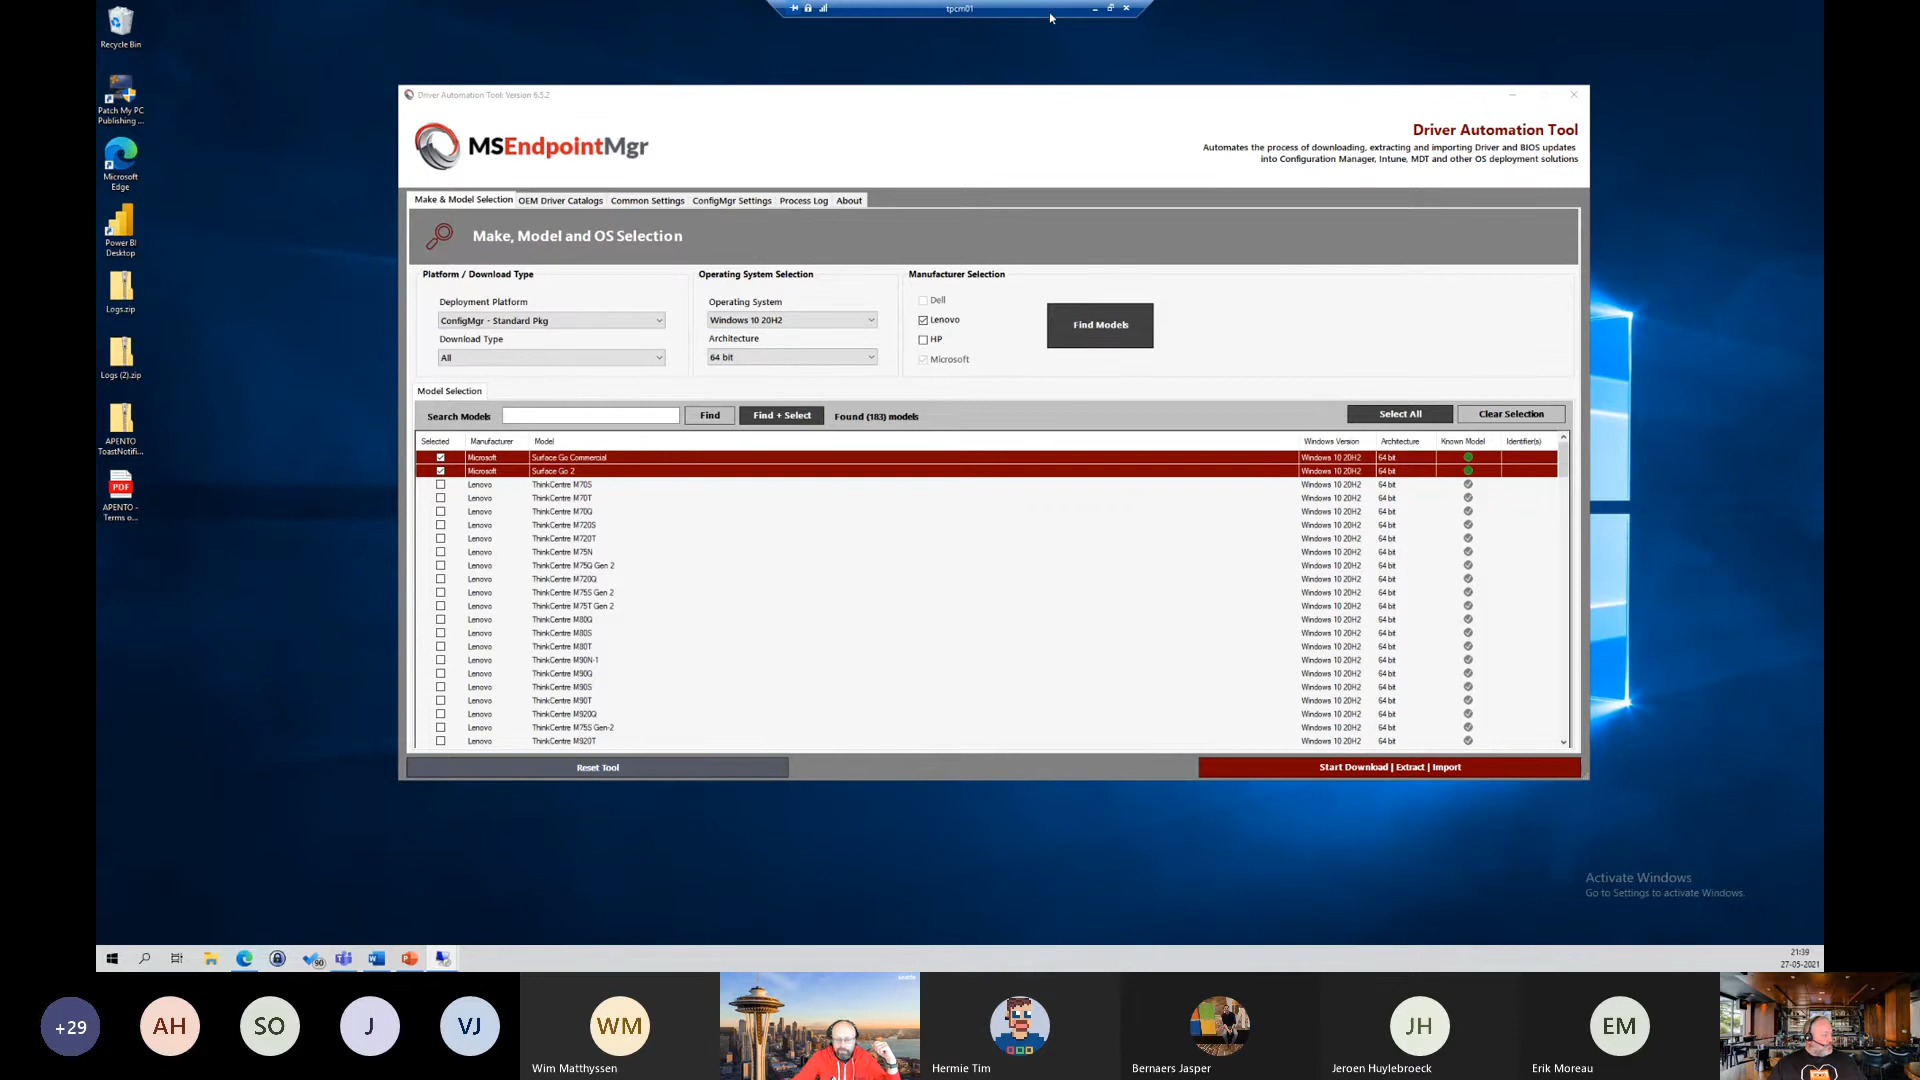 tpcm01
Recycle Bin
Patch My PC
Publishing ...
Microsoft
Edge
Power BI
Desktop
Logs.zip
Logs (2).zip
APENTO
ToastNotifi...
PDF
APENTO -
Terms o...
Driver Automation Tool: Version 6.5.2
MSEndpointMgr
Driver Automation Tool
Automates the process of downloading, extracting and importing Driver and BIOS updates
into Configuration Manager, Intune, MDT and other OS deployment solutions
Make & Model Selection OEM Driver Catalogs Common Settings ConfigMgr Settings Process Log About
Make, Model and OS Selection
Platform / Download Type Operating System Selection Manufacturer Selection
Deployment Platform
ConfigMgr - Standard Pkg
Download Type
All
Operating System
Windows 10 20H2
Architecture
64 bit
Dell
Lenovo
HP
Microsoft
Find Models
Model Selection
Search Models Find Find + Select Found (183) models Select All Clear Selection
Selected Manufacturer Model Windows Version Architecture Known Model Identifier(s)
Microsoft Surface Go Commercial Windows 10 20H2 64 bit
Microsoft Surface Go 2 Windows 10 20H2 64 bit
Lenovo ThinkCentre M70S Windows 10 20H2 64 bit
Lenovo ThinkCentre M70T Windows 10 20H2 64 bit
Lenovo ThinkCentre M70Q Windows 10 20H2 64 bit
Lenovo ThinkCentre M720S Windows 10 20H2 64 bit
Lenovo ThinkCentre M720T Windows 10 20H2 64 bit
Lenovo ThinkCentre M75N Windows 10 20H2 64 bit
Lenovo ThinkCentre M75Q Gen 2 Windows 10 20H2 64 bit
Lenovo ThinkCentre M720Q Windows 10 20H2 64 bit
Lenovo ThinkCentre M75S Gen 2 Windows 10 20H2 64 bit
Lenovo ThinkCentre M75T Gen 2 Windows 10 20H2 64 bit
Lenovo ThinkCentre M80Q Windows 10 20H2 64 bit
Lenovo ThinkCentre M80S Windows 10 20H2 64 bit
Lenovo ThinkCentre M80T Windows 10 20H2 64 bit
Lenovo ThinkCentre M90N-1 Windows 10 20H2 64 bit
Lenovo ThinkCentre M90Q Windows 10 20H2 64 bit
Lenovo ThinkCentre M90S Windows 10 20H2 64 bit
Lenovo ThinkCentre M90T Windows 10 20H2 64 bit
Lenovo ThinkCentre M920Q Windows 10 20H2 64 bit
Lenovo ThinkCentre M75S Gen-2 Windows 10 20H2 64 bit
Lenovo ThinkCentre M920T Windows 10 20H2 64 bit
Reset Tool
Start Download | Extract | Import
Activate Windows
Go to Settings to activate Windows.
90
21:39
27-05-2021
+29 AH SO J VJ WM JH EM
Wim Matthyssen
Hermie Tim
Bernaers Jasper
Jeroen Huylebroeck
Erik Moreau